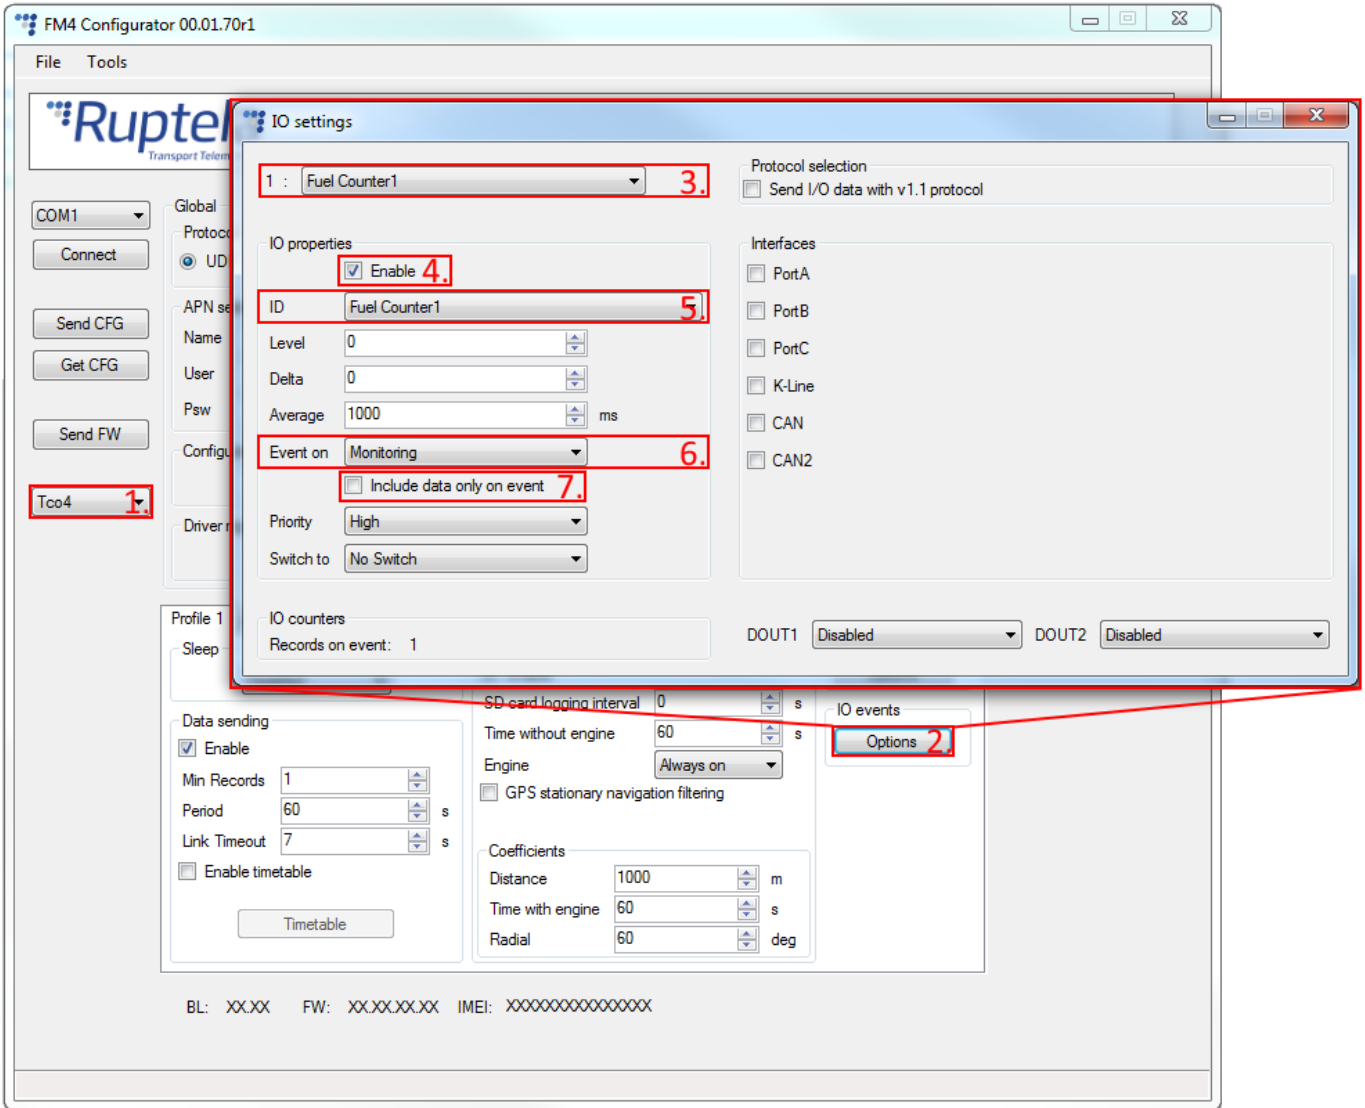 FM4 Configurator 00.01.70r1
File Tools
Ruptel
Transport Telem
IO settings
1 : Fuel Counter1 3.
Protocol selection
Send I/O data with v1.1 protocol
COM1
Connect
Send CFG
Get CFG
Send FW
Tco4 1.
Global
Protoco
UD
APN se
Name
User
Psw
Configu
Driver r
IO properties
Enable 4.
ID Fuel Counter1 5.
Level 0
Delta 0
Average 1000 ms
Event on Monitoring 6.
Include data only on event 7.
Priority High
Switch to No Switch
Interfaces
PortA
PortB
PortC
K-Line
CAN
CAN2
IO counters
Records on event: 1
DOUT1 Disabled DOUT2 Disabled
Profile 1
Sleep
Data sending
Enable
Min Records 1
Period 60 s
Link Timeout 7 s
Enable timetable
Timetable
SD card logging interval 0 s
Time without engine 60 s
Engine Always on
GPS stationary navigation filtering
Coefficients
Distance 1000 m
Time with engine 60 s
Radial 60 deg
IO events
Options 2.
BL: XX.XX FW: XX.XX.XX.XX IMEI: XXXXXXXXXXXXXXX